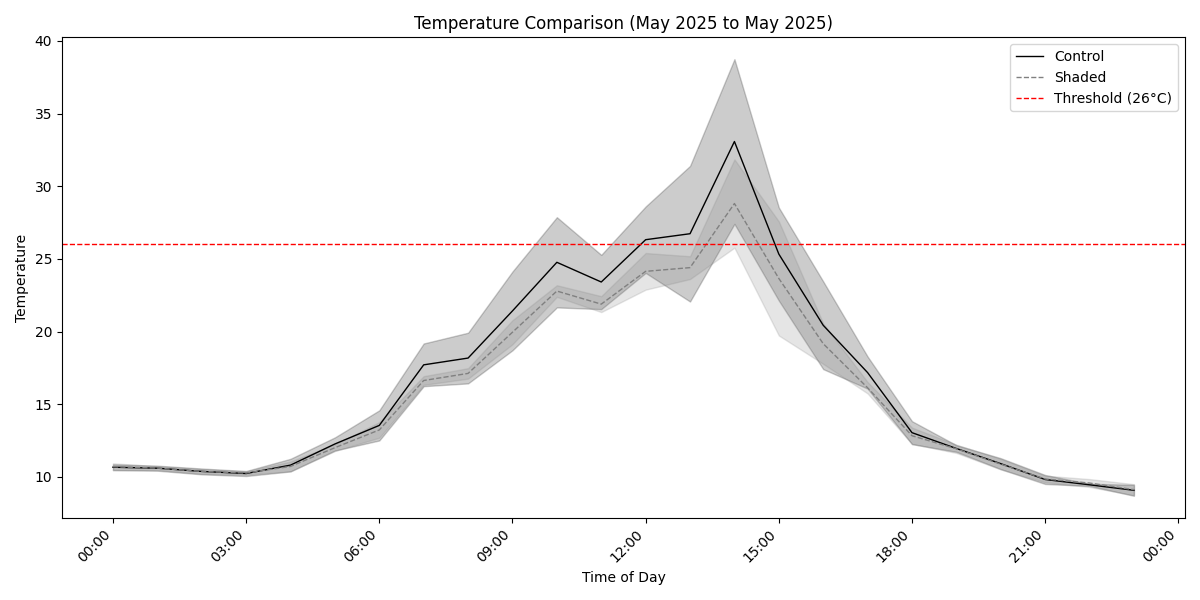 Temperature Comparison (May 2025 to May 2025)
Control
Shaded
Threshold (26°C)
Temperature
40
35
30
25
20
15
10
00:00
03:00
06:00
09:00
12:00
15:00
18:00
21:00
00:00
Time of Day